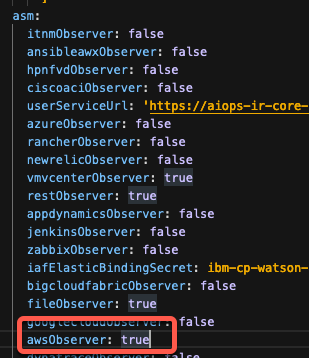 asm:
itnmObserver: false
ansibleawxObserver: false
hpnfvdObserver: false
ciscoaciObserver: false
userServiceUrl: 'https://aiops-ir-core-
azureObserver: false
rancherObserver: false
newrelicObserver: false
vmvcenterObserver: true
restObserver: true
appdynamicsObserver: false
jenkinsObserver: false
zabbixObserver: false
iafElasticBindingSecret: ibm-cp-watson-
bigcloudfabricObserver: false
fileObserver: true
googlecloudObserver: false
awsObserver: true
dynatraceObserver: false